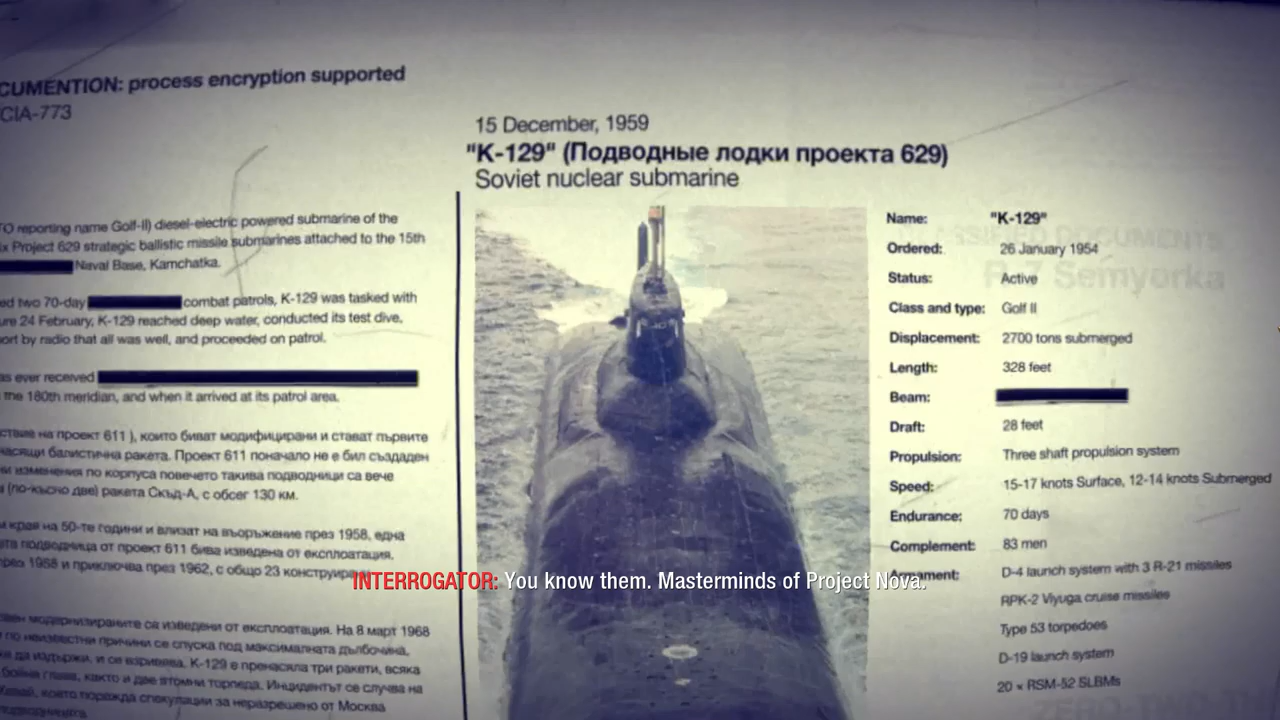 CUMENTION: process encryption supported
CIA-773
TO reporting name Golf-II) diesel-electric powered submarine of the
ix Project 629 strategic ballistic missile submarines attached to the 15th
Naval Base, Kamchatka.
ed two 70-day combat patrols, K-129 was tasked with
ure 24 February, K-129 reached deep water, conducted its test dive,
ort by radio that all was well, and proceeded on patrol.
as ever received
the 180th meridian, and when it arrived at its patrol area.
ствие на проект 611 ), които биват модифицирани и стават първите
насящи балистична ракета. Проект 611 поначало не е бил създаден
ни изменения по корпуса повечето такива подводници са вече
а (по-късно две) ракета Скъд-А, с обсег 130 км.
м края на 50-те години и влизат на въоръжение през 1958, една
ата подводница от проект 611 бива изведена от експлоатация.
през 1958 и приключва през 1962, с общо 23 конструира
овен модернизираните са изведени от експлоатация. На 8 март 1968
по неизвестни причини се спуска под максималната дълбочина,
же да издържи, и се взривява. К-129 е пренасяла три ракети, всяка
бойна глава, както и две атомни торпеда. Инцидентът се случва на
Хавай, което поражда спекулации за неразрешено от Москва
подводницата.
15 December, 1959
"K-129" (Подводные лодки проекта 629)
Soviet nuclear submarine
Name: "K-129"
Ordered: 26 January 1954
Status: Active
Class and type: Golf II
Displacement: 2700 tons submerged
Length: 328 feet
Beam:
Draft: 28 feet
Propulsion: Three shaft propulsion system
Speed: 15-17 knots Surface, 12-14 knots Submerged
Endurance: 70 days
Complement: 83 men
Armament: D-4 launch system with 3 R-21 missiles
RPK-2 Viyuga cruise missiles
Type 53 torpedoes
D-19 launch system
20 × RSM-52 SLBMs
CLASSIFIED DOCUMENTS
R-7 Semyorka
INTERROGATOR: You know them. Masterminds of Project Nova.